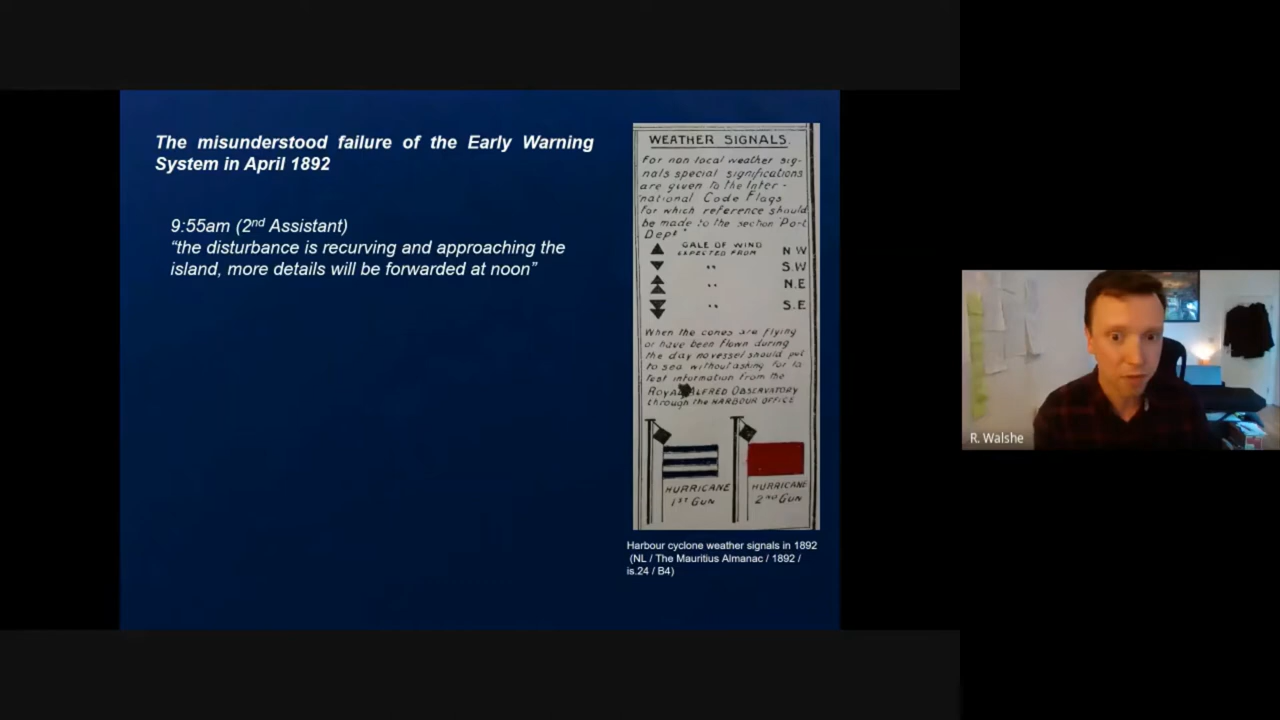 The misunderstood failure of the Early Warning
System in April 1892
9:55am (2nd Assistant)
“the disturbance is recurving and approaching the
island, more details will be forwarded at noon”
WEATHER SIGNALS.
For non local weather sig-
nals special significations
are given to the Inter-
national Code Flags
for which reference should
be made to the section "Port
Dept"
GALE OF WIND
EXPECTED FROM N.W
" S.W
" N.E
" S.E
When the cones are flying
or have been flown during
the day no vessel should put
to sea without asking for la
test information from the
ROYAL ALFRED OBSERVATORY
through the HARBOUR OFFICE
HURRICANE
1ST GUN
HURRICANE
2ND GUN
Harbour cyclone weather signals in 1892
(NL / The Mauritius Almanac / 1892 /
is.24 / B4)
R. Walshe